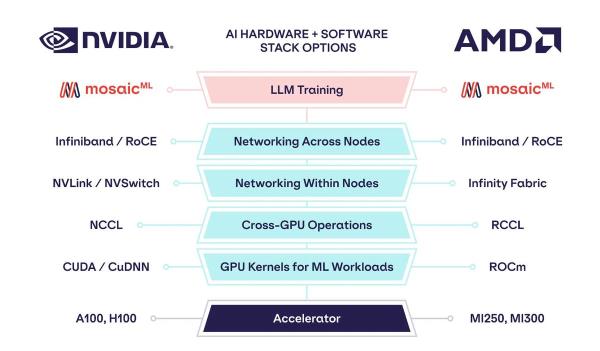 NVIDIA.
AI HARDWARE + SOFTWARE
STACK OPTIONS
AMD
mosaicML
LLM Training
mosaicML
Infiniband / RoCE
Networking Across Nodes
Infiniband / RoCE
NVLink / NVSwitch
Networking Within Nodes
Infinity Fabric
NCCL
Cross-GPU Operations
RCCL
CUDA / CuDNN
GPU Kernels for ML Workloads
ROCm
A100, H100
Accelerator
MI250, MI300